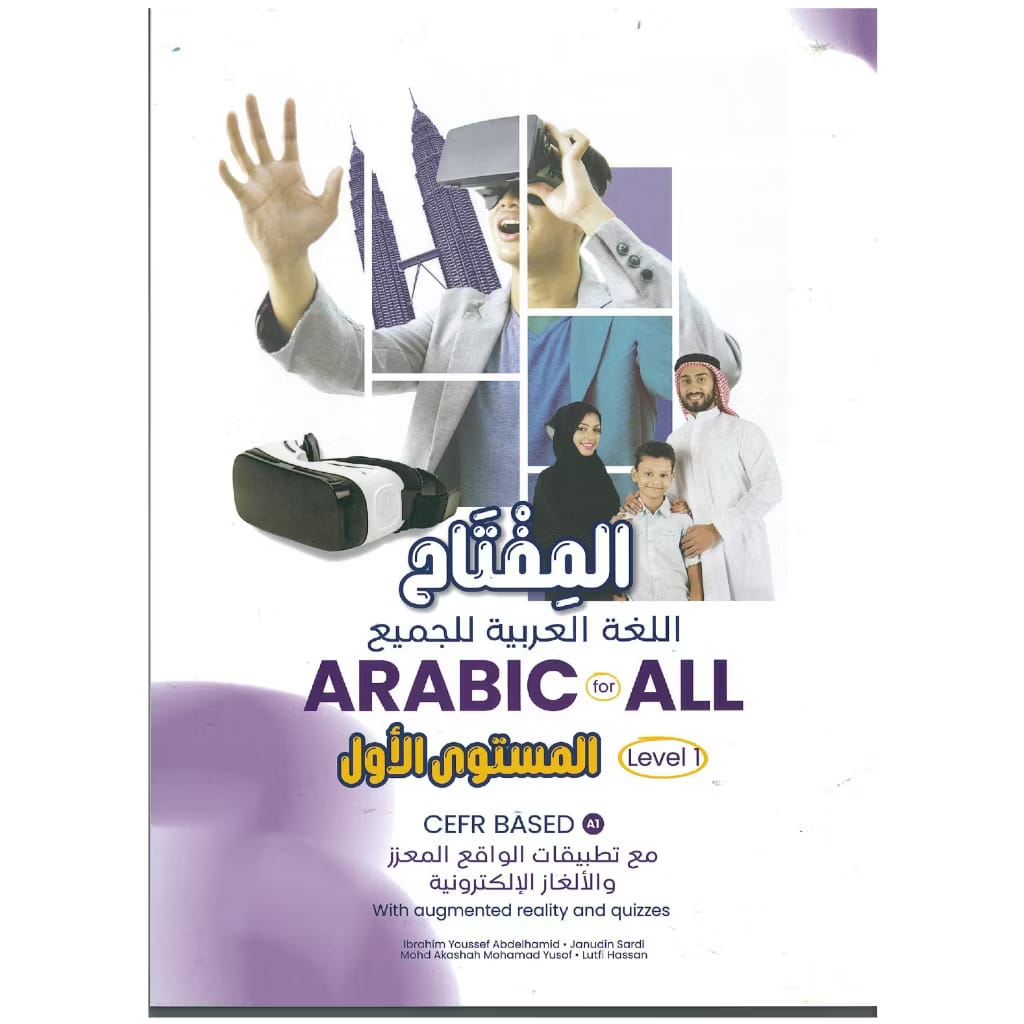 المِفْتَاح
اللغة العربية للجميع
ARABIC for ALL
المستوى الأول Level 1
CEFR BASED A1
مع تطبيقات الواقع المعزز
والألغاز الإلكترونية
With augmented reality and quizzes
Ibrahim Youssef Abdelhamid • Janudin Sardi
Mohd Akashah Mohamad Yusof • Lutfi Hassan